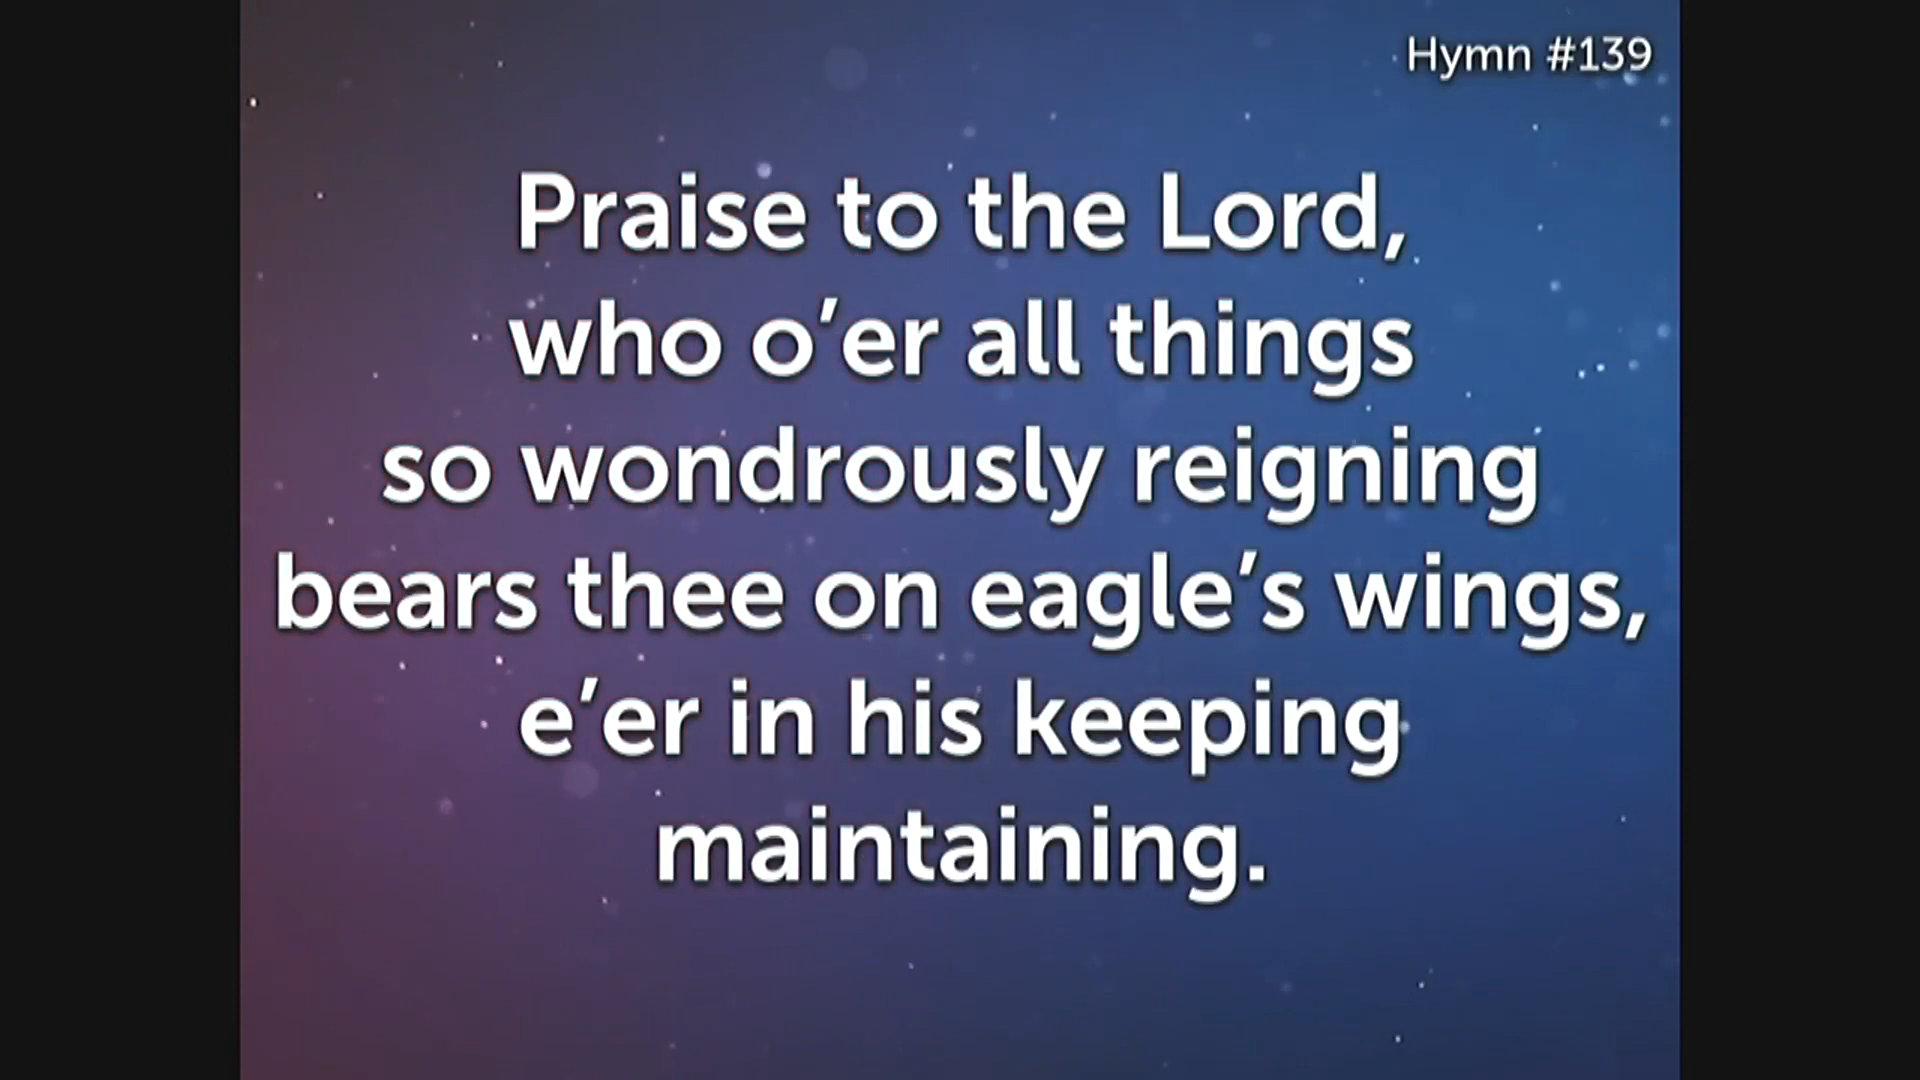 Hymn #139
Praise to the Lord,
who o’er all things
so wondrously reigning
bears thee on eagle’s wings,
e’er in his keeping
maintaining.